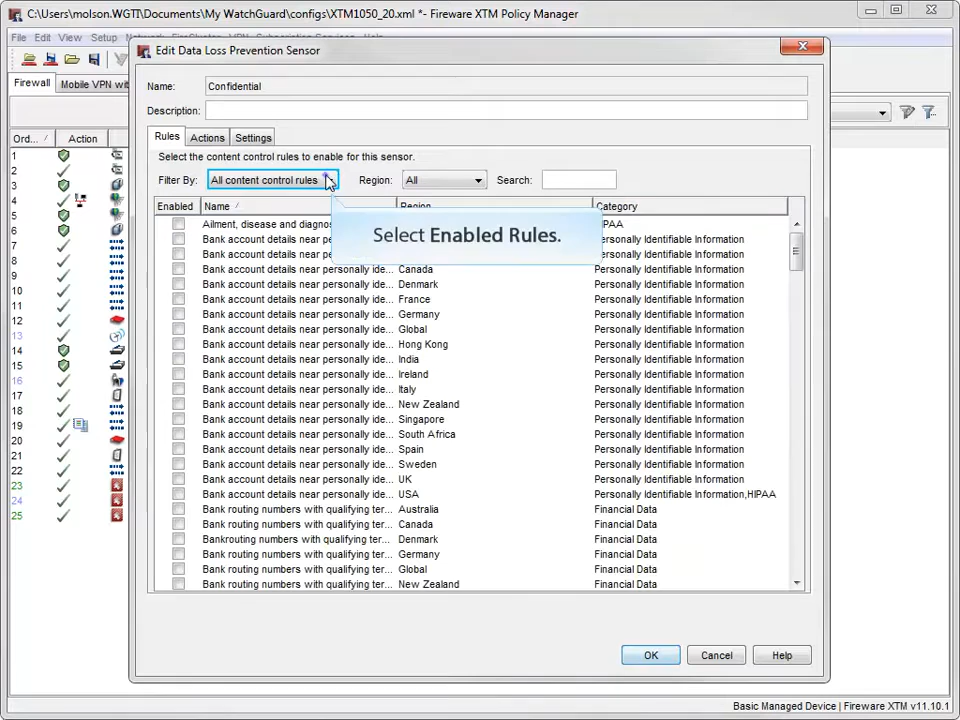 C:\Users\molson.WGTI\Documents\My WatchGuard\configs\XTM1050_20.xml *- Fireware XTM Policy Manager
File Edit View Setup Network FireCluster VPN Subscription Services Help
Edit Data Loss Prevention Sensor
Firewall Mobile VPN wit
Name: Confidential
Description:
Rules Actions Settings
Select the content control rules to enable for this sensor.
Filter By: All content control rules Region: All Search:
Ord... Action
Enabled Name Region Category
Select Enabled Rules.
1
2
3
4
5
6
7
8
9
10
11
12
13
14
15
16
17
18
19
20
21
22
23
24
25
Ailment, disease and diagnos IPAA
Bank account details near pe ersonally Identifiable Information
Bank account details near pe ersonally Identifiable Information
Bank account details near personally ide... Canada Personally Identifiable Information
Bank account details near personally ide... Denmark Personally Identifiable Information
Bank account details near personally ide... France Personally Identifiable Information
Bank account details near personally ide... Germany Personally Identifiable Information
Bank account details near personally ide... Global Personally Identifiable Information
Bank account details near personally ide... Hong Kong Personally Identifiable Information
Bank account details near personally ide... India Personally Identifiable Information
Bank account details near personally ide... Ireland Personally Identifiable Information
Bank account details near personally ide... Italy Personally Identifiable Information
Bank account details near personally ide... New Zealand Personally Identifiable Information
Bank account details near personally ide... Singapore Personally Identifiable Information
Bank account details near personally ide... South Africa Personally Identifiable Information
Bank account details near personally ide... Spain Personally Identifiable Information
Bank account details near personally ide... Sweden Personally Identifiable Information
Bank account details near personally ide... UK Personally Identifiable Information
Bank account details near personally ide... USA Personally Identifiable Information,HIPAA
Bank routing numbers with qualifying ter... Australia Financial Data
Bank routing numbers with qualifying ter... Canada Financial Data
Bankrouting numbers with qualifying ter... Denmark Financial Data
Bank routing numbers with qualifying ter... Germany Financial Data
Bank routing numbers with qualifying ter... Global Financial Data
Bank routing numbers with qualifying ter... New Zealand Financial Data
OK Cancel Help
Basic Managed Device Fireware XTM v11.10.1